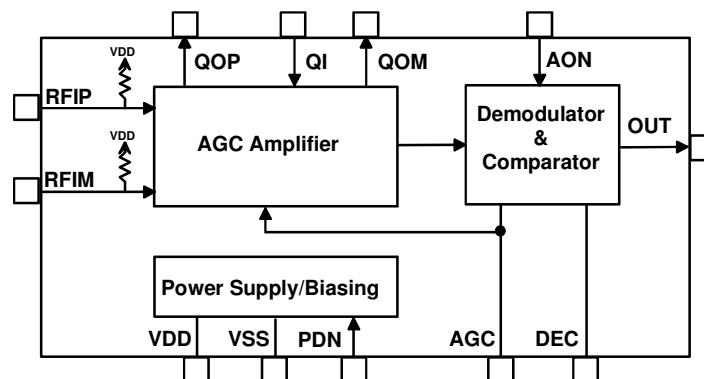 QOP
QI
QOM
AON
VDD
RFIP
VDD
RFIM
AGC Amplifier
Demodulator
&
Comparator
OUT
Power Supply/Biasing
VDD
VSS
PDN
AGC
DEC